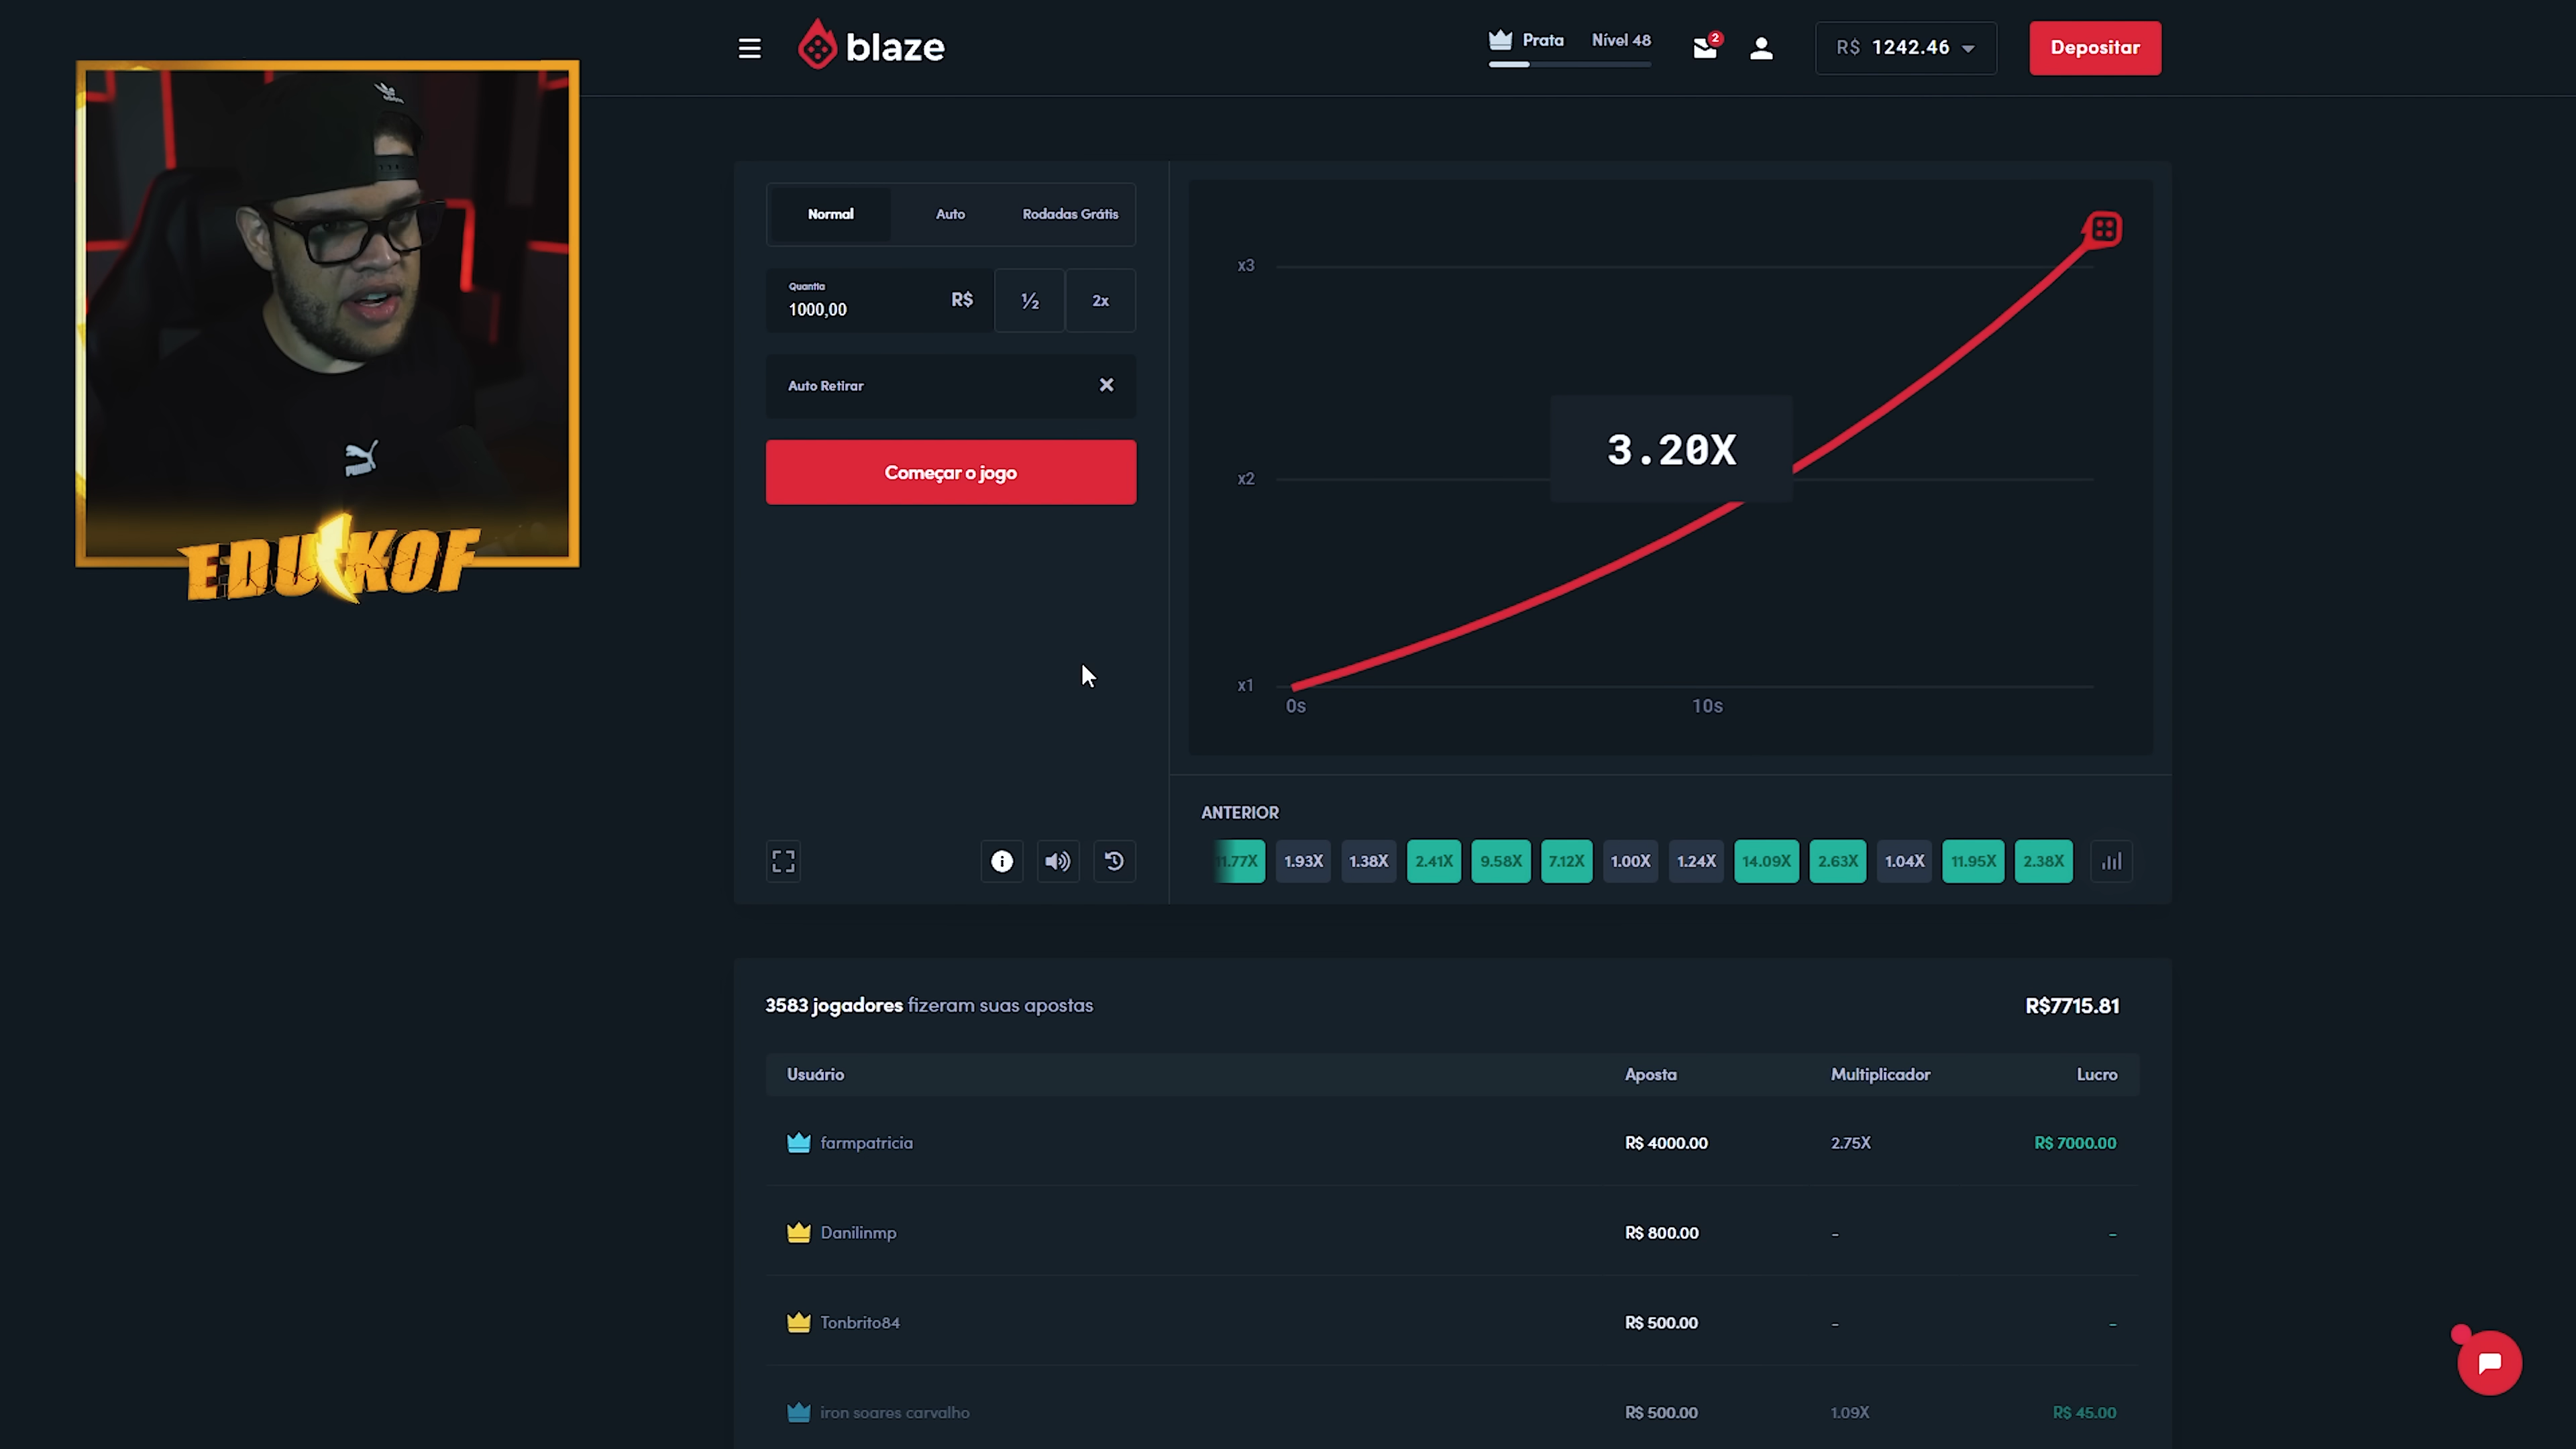 blaze
Prata Nível 48
2
R$ 1242.46
Depositar
EDUKOF
Normal Auto Rodadas Grátis
Quantia
1000,00 R$ ½ 2x
Auto Retirar
Começar o jogo
x3
x2
x1
3.20X
0s 10s
ANTERIOR
11.77X 1.93X 1.38X 2.41X 9.58X 7.12X 1.00X 1.24X 14.09X 2.63X 1.04X 11.95X 2.38X
3583 jogadores fizeram suas apostas R$7715.81
Usuário Aposta Multiplicador Lucro
farmpatricia R$ 4000.00 2.75X R$ 7000.00
Danilinmp R$ 800.00 - -
Tonbrito84 R$ 500.00 - -
iron soares carvalho R$ 500.00 1.09X R$ 45.00